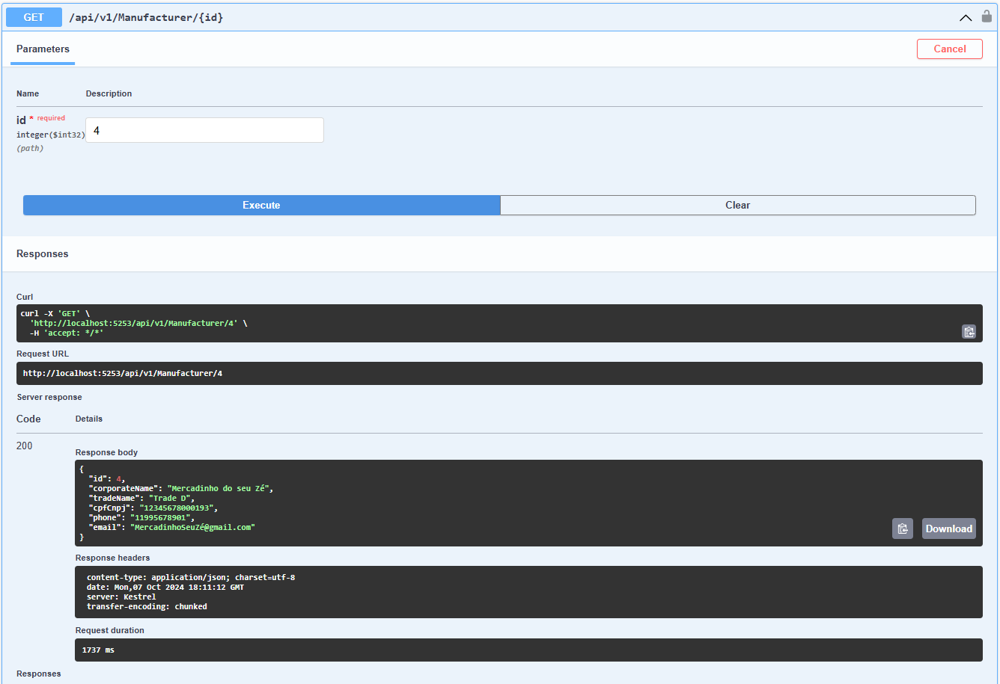 GET /api/v1/Manufacturer/{id}
Parameters Cancel
Name Description
id * required
integer($int32)
(path)
4
Execute Clear
Responses
Curl
curl -X 'GET' \
'http://localhost:5253/api/v1/Manufacturer/4' \
-H 'accept: */*'
Request URL
http://localhost:5253/api/v1/Manufacturer/4
Server response
Code Details
200
Response body
{
"id": 4,
"corporateName": "Mercadinho do seu Zé",
"tradeName": "Trade D",
"cpfCnpj": "12345678000193",
"phone": "11995678901",
"email": "MercadinhoSeuZé@gmail.com"
}
Download
Response headers
content-type: application/json; charset=utf-8
date: Mon,07 Oct 2024 18:11:12 GMT
server: Kestrel
transfer-encoding: chunked
Request duration
1737 ms
Responses